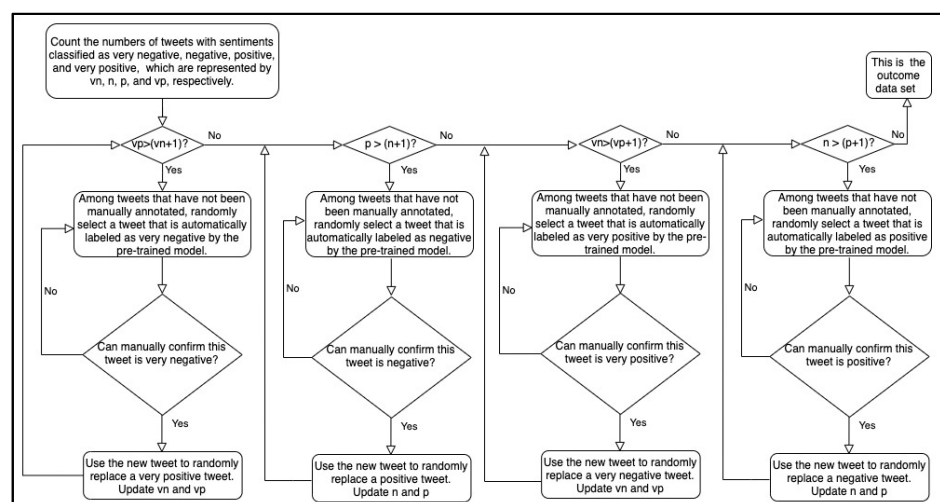 Count the numbers of tweets with sentiments
classified as very negative, negative, positive,
and very positive, which are represented by
vn, n, p, and vp, respectively.
This is the
outcome
data set
vp>(vn+1)?
No
Yes
Among tweets that have not been
manually annotated, randomly
select a tweet that is automatically
labeled as very negative by the
pre-trained model.
No
Can manually confirm this
tweet is very negative?
Yes
Use the new tweet to randomly
replace a very positive tweet.
Update vn and vp
p > (n+1)?
No
Yes
Among tweets that have not
been manually annotated,
randomly select a tweet that is
automatically labeled as negative
by the pre-trained model.
No
Can manually confirm this
tweet is negative?
Yes
Use the new tweet to randomly
replace a positive tweet.
Update n and p
vn>(vp+1)?
No
Yes
Among tweets that have not been
manually annotated, randomly
select a tweet that is automatically
labeled as very positive by the pre-
trained model.
No
Can manually confirm this
tweet is very positive?
Yes
Use the new tweet to randomly
replace a very negative tweet.
Update vn and vp
n > (p+1)?
No
Yes
Among tweets that have not been
manually annotated, randomly
select a tweet that is automatically
labeled as positive by the
pre-trained model.
No
Can manually confirm this
tweet is positive?
Yes
Use the new tweet to randomly
replace a negative tweet.
Update n and p